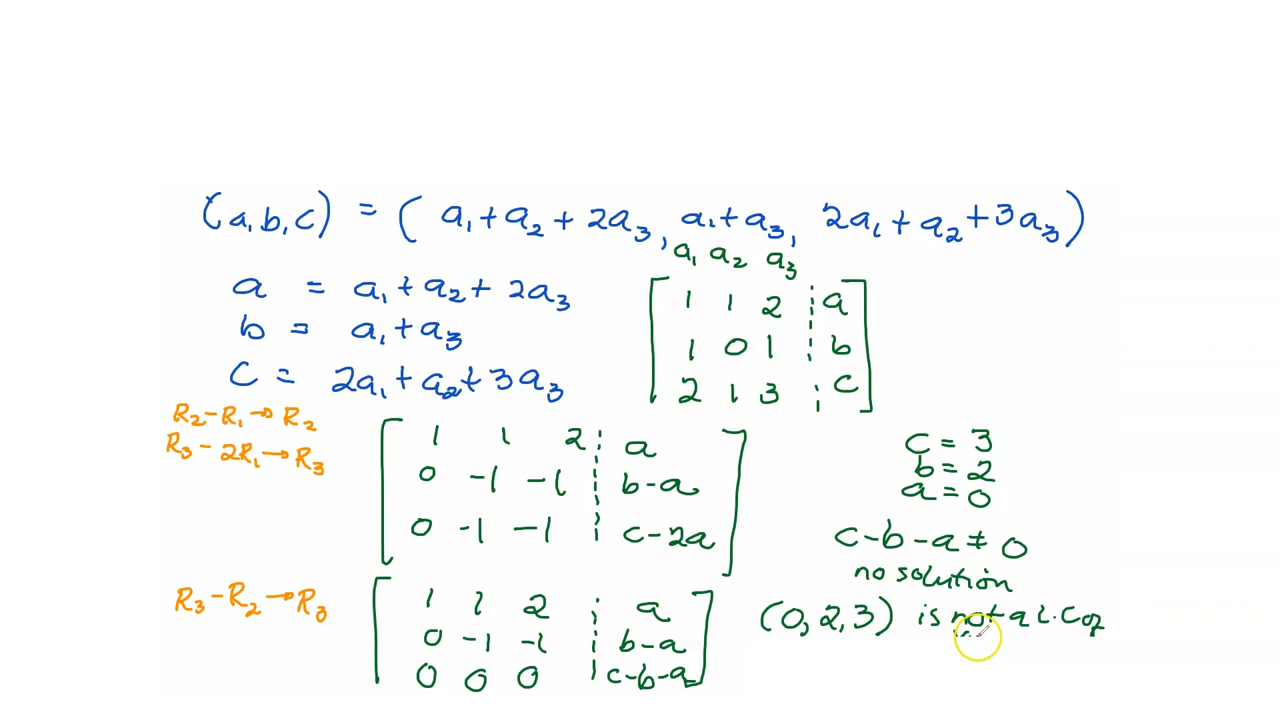 (a, b, c) = ( a₁ + a₂ + 2a₃, a₁ + a₃, 2a₁ + a₂ + 3a₃ )
a = a₁ + a₂ + 2a₃
b = a₁ + a₃
c = 2a₁ + a₂ + 3a₃
a₁ a₂ a₃
1 1 2 ¦ a
1 0 1 ¦ b
2 1 3 ¦ c
R₂ - R₁ → R₂
R₃ - 2R₁ → R₃
1 1 2 ¦ a
0 -1 -1 ¦ b-a
0 -1 -1 ¦ c-2a
R₃ - R₂ → R₃
1 1 2 ¦ a
0 -1 -1 ¦ b-a
0 0 0 ¦ c-b-a
c = 3
b = 2
a = 0
c-b-a ≠ 0
no solution
(0, 2, 3) is not a L.C of